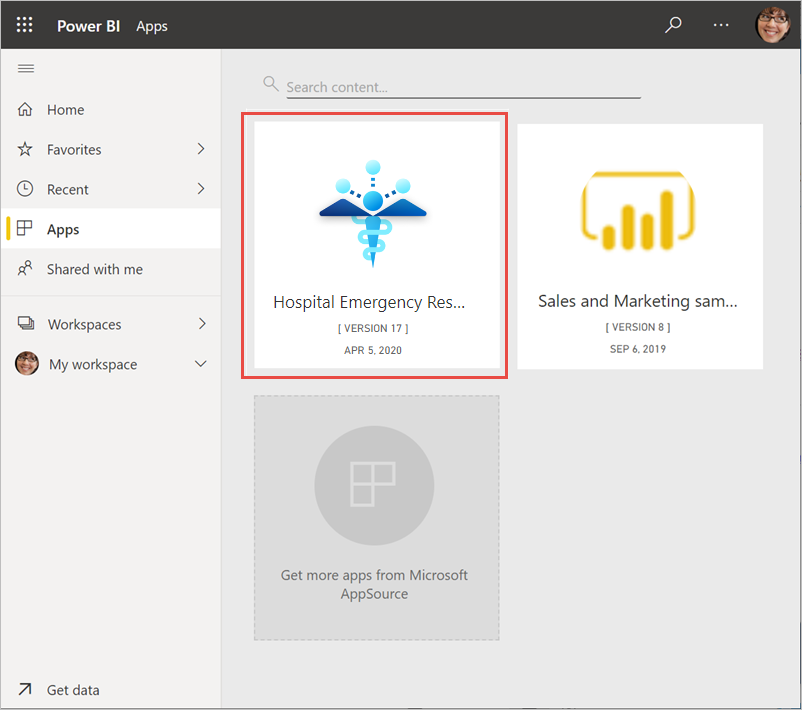 Power BI Apps
Search content...
Home
Favorites
Recent
Apps
Shared with me
Workspaces
My workspace
Get data
Hospital Emergency Res...
[ VERSION 17 ]
APR 5, 2020
Sales and Marketing sam...
[ VERSION 8 ]
SEP 6, 2019
Get more apps from Microsoft
AppSource